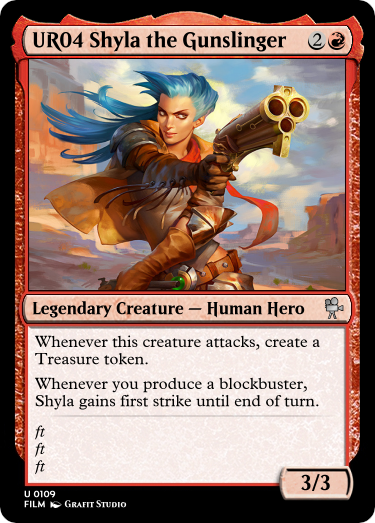 UR04 Shyla the Gunslinger 2
Legendary Creature — Human Hero
Whenever this creature attacks, create a
Treasure token.
Whenever you produce a blockbuster,
Shyla gains first strike until end of turn.
ft
ft
ft
3/3
U 0109
FILM Grafit Studio